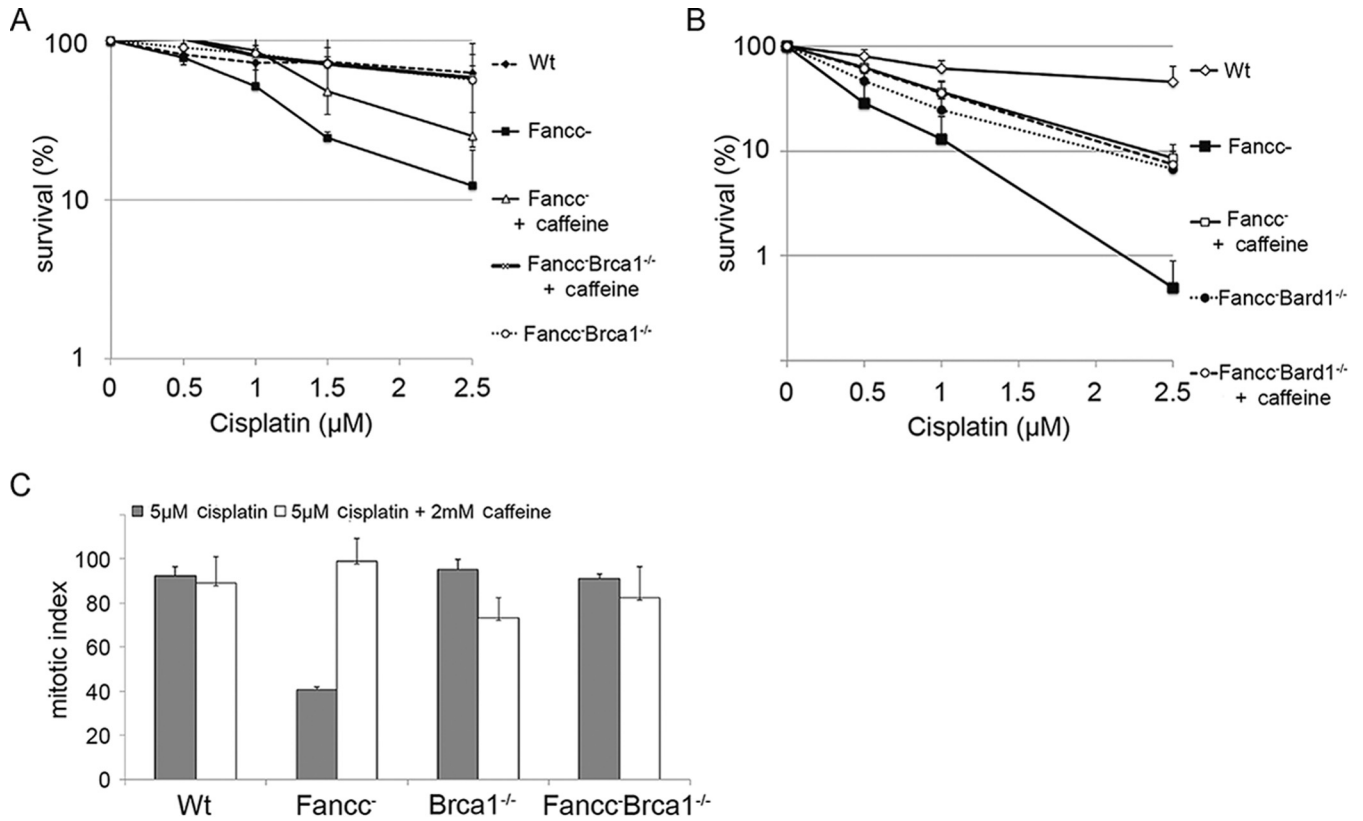 A
100
10
1
survival (%)
0 0.5 1 1.5 2 2.5
Cisplatin (µM)
Wt
Fancc-
Fancc⁻
+ caffeine
Fancc⁻Brca1⁻/⁻
+ caffeine
Fancc⁻Brca1⁻/⁻
B
100
10
1
survival (%)
0 0.5 1 1.5 2 2.5
Cisplatin (µM)
Wt
Fancc-
Fancc⁻
+ caffeine
Fancc⁻Bard1⁻/⁻
Fancc⁻Bard1⁻/⁻
+ caffeine
C
5µM cisplatin 5µM cisplatin + 2mM caffeine
100
80
60
40
20
0
mitotic index
Wt Fancc⁻ Brca1⁻/⁻ Fancc⁻Brca1⁻/⁻